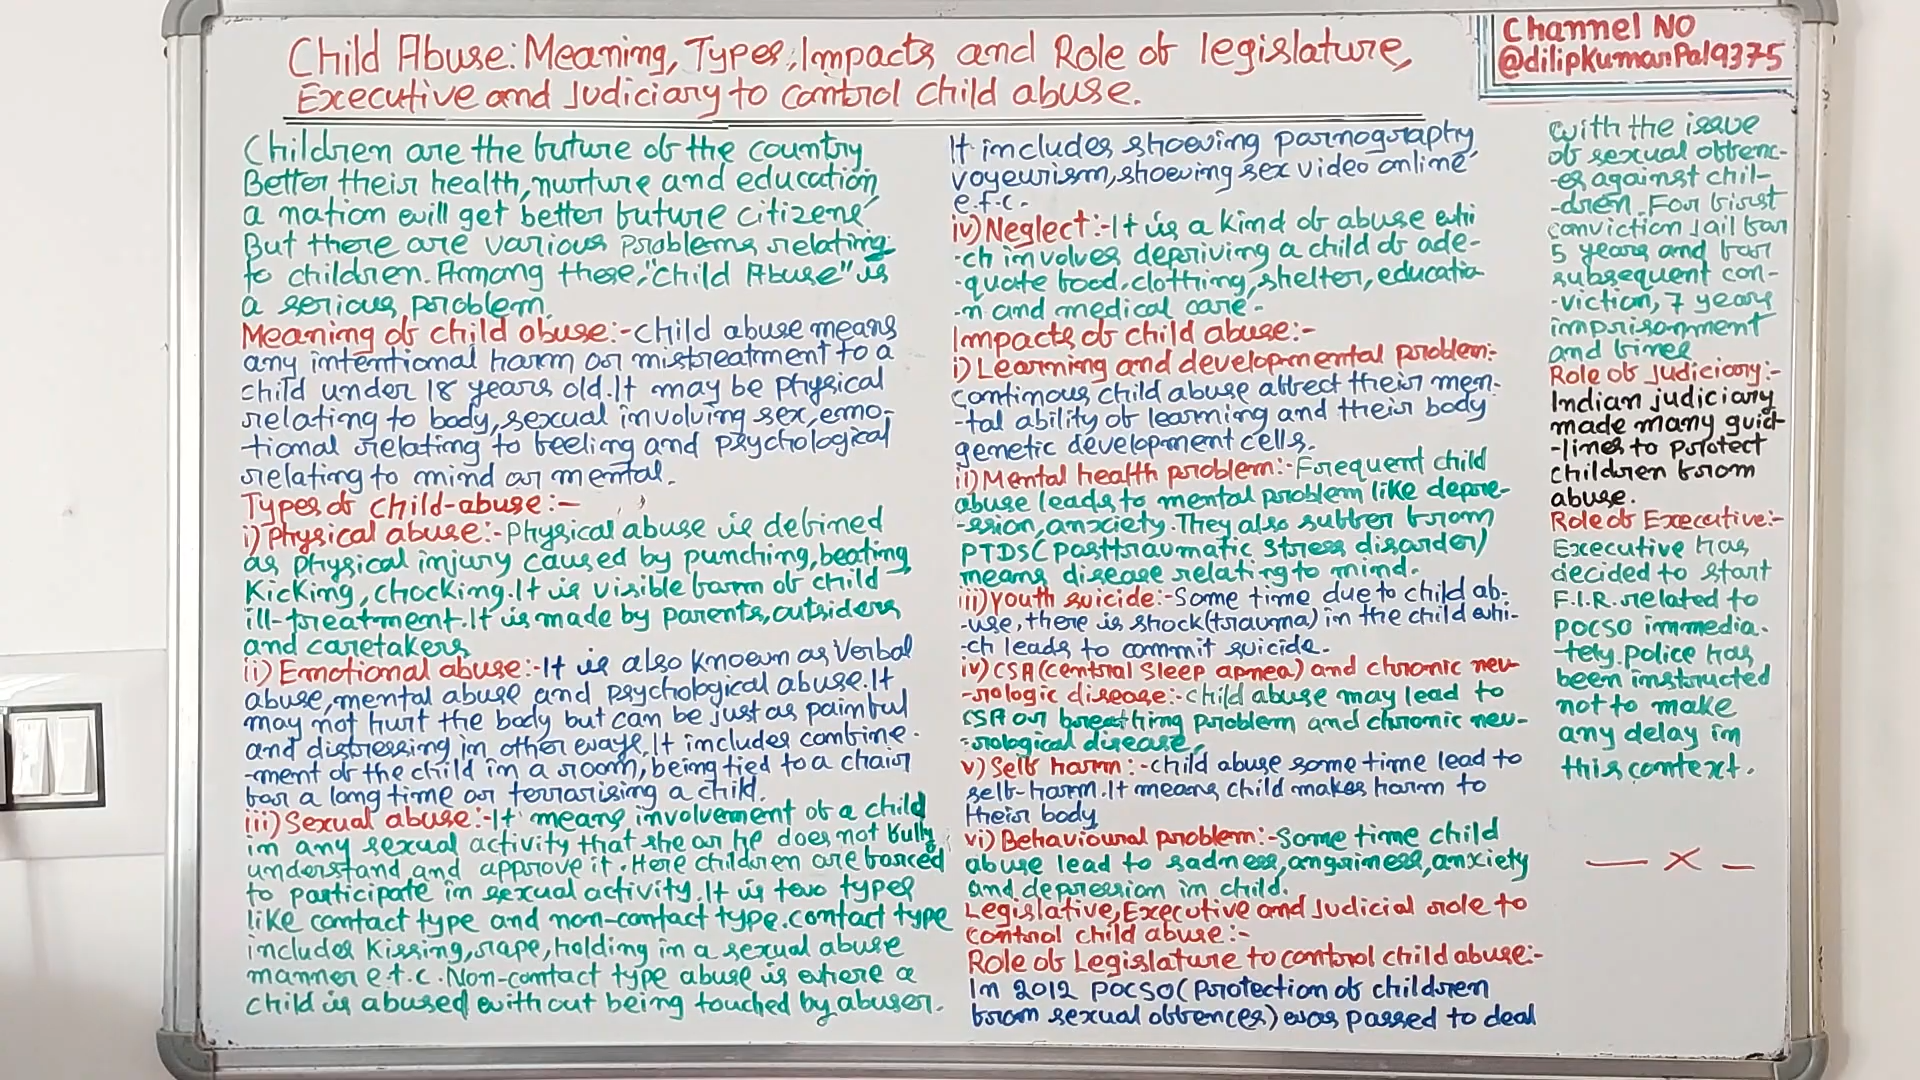 Child Abuse: Meaning, Types, Impacts and Role of legislature,
Executive and Judiciary to control child abuse.
Channel No
@dilipkumarpal9375
Children are the future of the country
Better their health, nurture and education,
a nation will get better future citizens.
But there are various problems relating
to children. Among these, "Child Abuse" is
a serious problem.
Meaning of child abuse:- Child abuse means
any intentional harm or mistreatment to a
child under 18 years old. It may be physical
relating to body, sexual involving sex, emo-
tional relating to feeling and psychological
relating to mind or mental.
Types of child-abuse:-
i) Physical abuse:- Physical abuse is defined
as physical injury caused by punching, beating,
kicking, chocking. It is visible farm of child
ill-treatment. It is made by parents, outsiders
and caretakers
ii) Emotional abuse:- It is also known as Verbal
abuse, mental abuse and psychological abuse. It
may not hurt the body but can be just as painful
and distressing in other ways. It includes confine-
-ment of the child in a room, being tied to a chair
for a long time or terrarising a child.
iii) Sexual abuse:- It means involvement of a child
in any sexual activity that she or he does not fully
understand and approve it. Here children are forced
to participate in sexual activity. It is two types
like contact type and non-contact type. contact type
includes kissing, rape, holding in a sexual abuse
manner e.t.c. Non-contact type abuse is where a
child is abused without being touched by abuser.
It includes showing pornography
voyeurism, showing sex video online
e.t.c.
iv) Neglect:- It is a kind of abuse whi
-ch involves depriving a child of ade-
-quate food, clothing, shelter, educatio
-n and medical care.
Impacts of child abuse:-
i) Learning and developmental problem:-
continous child abuse affect their men-
-tal ability of learning and their body
genetic development cells.
ii) Mental health problem:- Frequent child
abuse leads to mental problem like depre-
-ssion, anxciety. They also suffer from
PTDS (Posttraumatic Stress disorder)
means disease relating to mind.
iii) Youth suicide:- Some time due to child ab-
-use, there is shock (trauma) in the child whi-
-ch leads to commit suicide.
iv) CSA (central sleep apnea) and chronic neu-
-rologic disease:- child abuse may lead to
CSA or breathing problem and chronic neu-
-rological disease.
v) Self harm:- child abuse some time lead to
self-harm. It means child makes harm to
their body
vi) Behavioural problem:- Some time child
abuse lead to sadness, angriness, anxiety
and depression in child.
Legislative, Executive and Judicial role to
control child abuse:-
Role of Legislature to control child abuse:-
In 2012 POCSO (Protection of children
from sexual offences) was passed to deal
with the issue
of sexual offenc-
-es against chil-
-dren. For first
conviction jail for
5 years and for
subsequent con-
-viction, 7 years
imprisonment
and fines
Role of Judiciary:-
Indian judiciary
made many guid-
-lines to protect
children from
abuse.
Role of Executive:-
Executive has
decided to start
F.I.R. related to
POCSO immedia-
tely. Police has
been instructed
not to make
any delay in
this context.
— x —